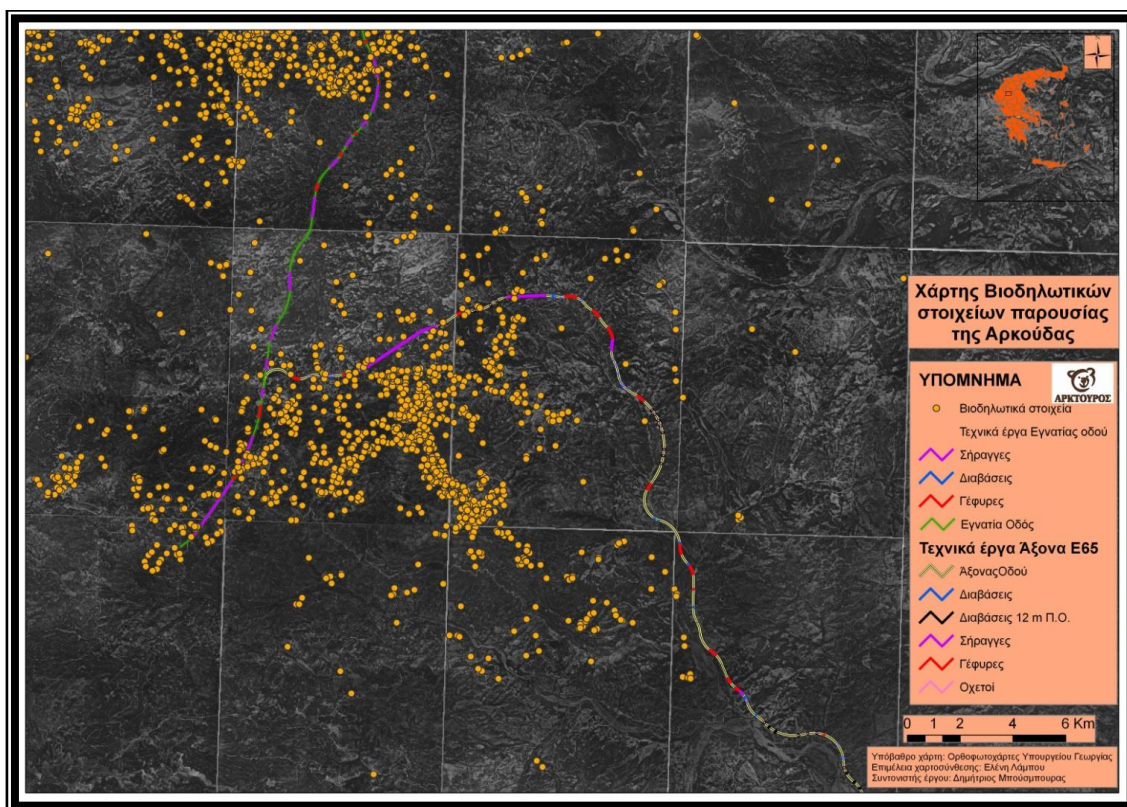 Χάρτης Βιοδηλωτικών
στοιχείων παρουσίας
της Αρκούδας
ΥΠΟΜΝΗΜΑ
ΑΡΚΤΟΥΡΟΣ
Βιοδηλωτικά στοιχεία
Τεχνικά έργα Εγνατίας οδού
Σήραγγες
Διαβάσεις
Γέφυρες
Εγνατία Οδός
Τεχνικά έργα Άξονα Ε65
ΆξοναςΟδού
Διαβάσεις
Διαβάσεις 12 m Π.Ο.
Σήραγγες
Γέφυρες
Οχετοί
0 1 2 4 6 Km
Υπόβαθρο χάρτη: Ορθοφωτοχάρτες Υπουργείου Γεωργίας
Επιμέλεια χαρτοσύνθεσης: Ελένη Λάμπου
Συντονιστής έργου: Δημήτριος Μπούσμπουρας